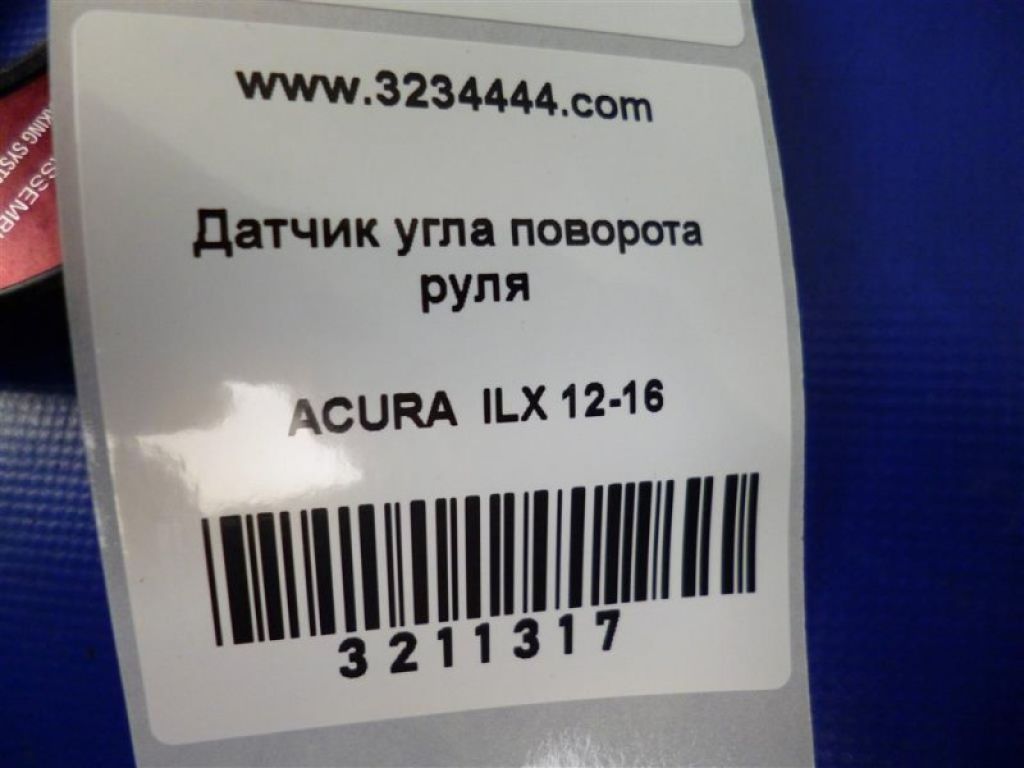 www.3234444.com
Датчик угла поворота
руля
ACURA ILX 12-16
3211317